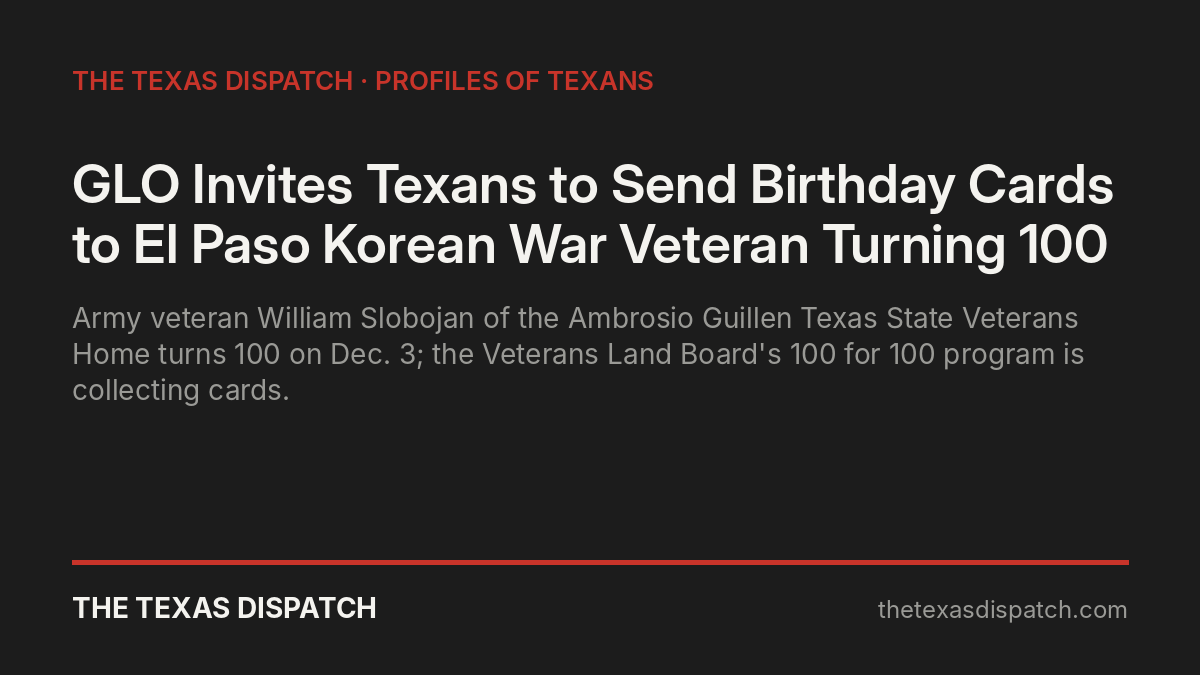 THE TEXAS DISPATCH · PROFILES OF TEXANS
GLO Invites Texans to Send Birthday Cards
to El Paso Korean War Veteran Turning 100
Army veteran William Slobojan of the Ambrosio Guillen Texas State Veterans
Home turns 100 on Dec. 3; the Veterans Land Board's 100 for 100 program is
collecting cards.
THE TEXAS DISPATCH
thetexasdispatch.com